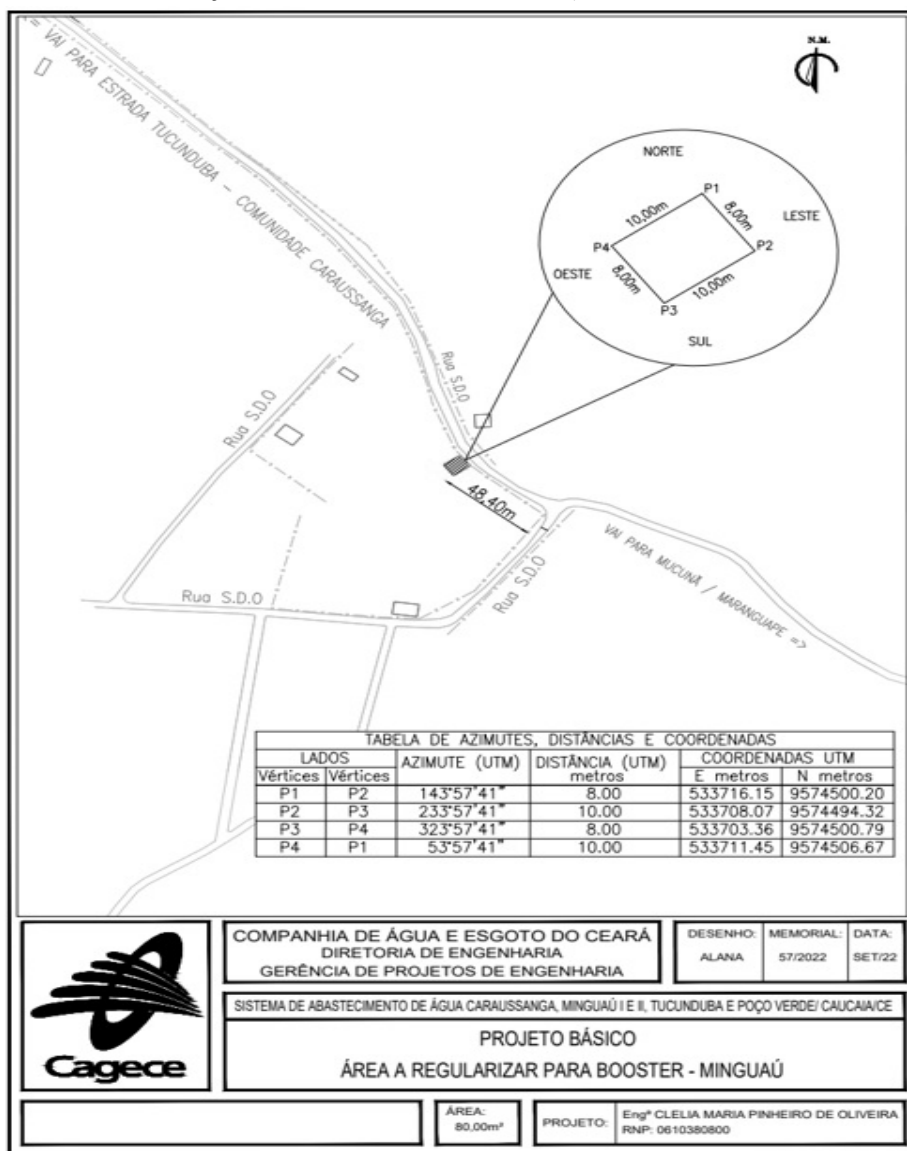 N.M.
<= VAI PARA ESTRADA TUCUNDUBA - COMUNIDADE CARAUSSANGA
NORTE
P1
10,00m
8,00m
LESTE
P4
P2
OESTE
8,00m
10,00m
P3
SUL
Rua S.D.O
Rua S.D.O
48,40m
VAI PARA MUCUNÃ / MARANGUAPE =>
Rua S.D.O
Rua S.D.O
TABELA DE AZIMUTES, DISTÂNCIAS E COORDENADAS
LADOS AZIMUTE (UTM) DISTÂNCIA (UTM) COORDENADAS UTM
Vértices Vértices metros E metros N metros
P1 P2 143°57'41" 8.00 533716.15 9574500.20
P2 P3 233°57'41" 10.00 533708.07 9574494.32
P3 P4 323°57'41" 8.00 533703.36 9574500.79
P4 P1 53°57'41" 10.00 533711.45 9574506.67
Cagece
COMPANHIA DE ÁGUA E ESGOTO DO CEARÁ
DIRETORIA DE ENGENHARIA
GERÊNCIA DE PROJETOS DE ENGENHARIA
DESENHO: MEMORIAL: DATA:
ALANA 57/2022 SET/22
SISTEMA DE ABASTECIMENTO DE ÁGUA CARAUSSANGA, MINGUAÚ I E II, TUCUNDUBA E POÇO VERDE/ CAUCAIA/CE
PROJETO BÁSICO
ÁREA A REGULARIZAR PARA BOOSTER - MINGUAÚ
ÁREA:
80,00m²
PROJETO:
Engª CLELIA MARIA PINHEIRO DE OLIVEIRA
RNP: 0610380800